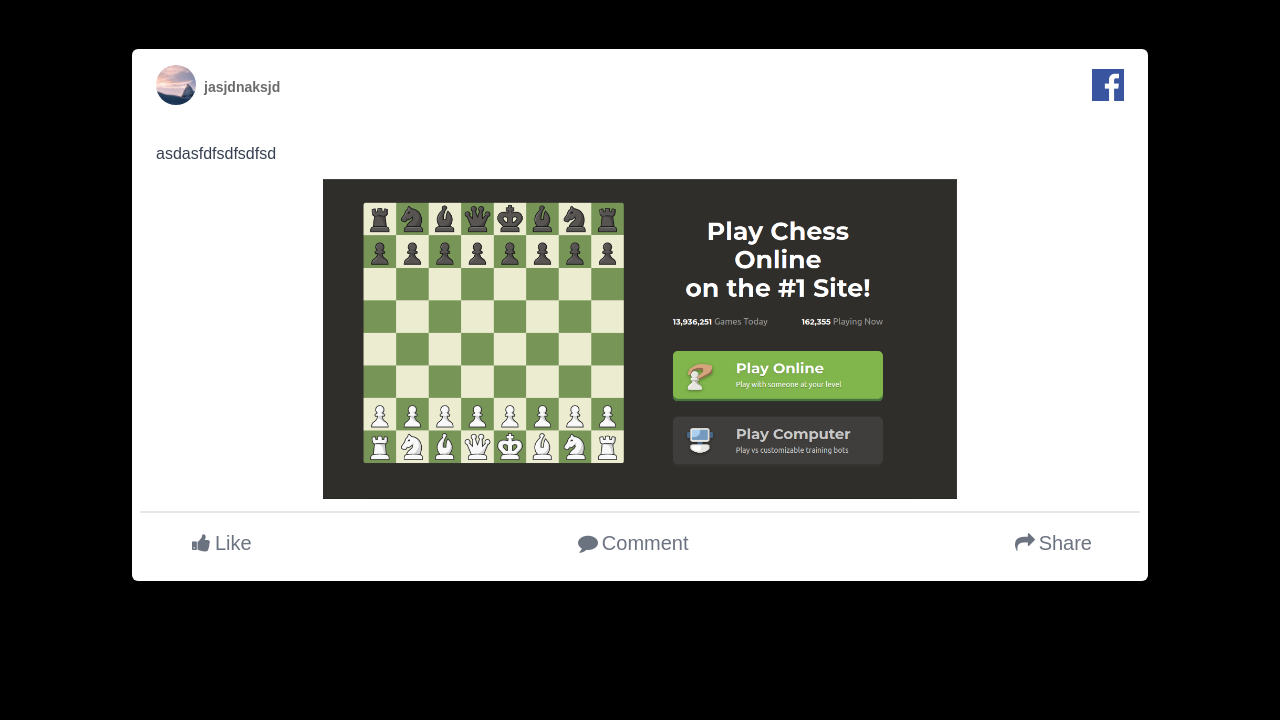 jasjdnaksjd
asdasfdfsdfsdfsd
Play Chess
Online
on the #1 Site!
13,936,251 Games Today 162,355 Playing Now
Play Online
Play with someone at your level
Play Computer
Play vs customizable training bots
Like Comment Share